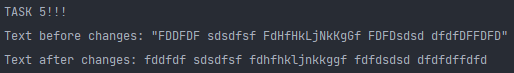 TASK 5!!!
Text before changes: "FDDFDF sdsdfsf FdHfHkLjNkKgGf FDFDsdsd dfdfDFFDFD"
Text after changes: fddfdf sdsdfsf fdhfhkljnkkggf fdfdsdsd dfdfdffdfd